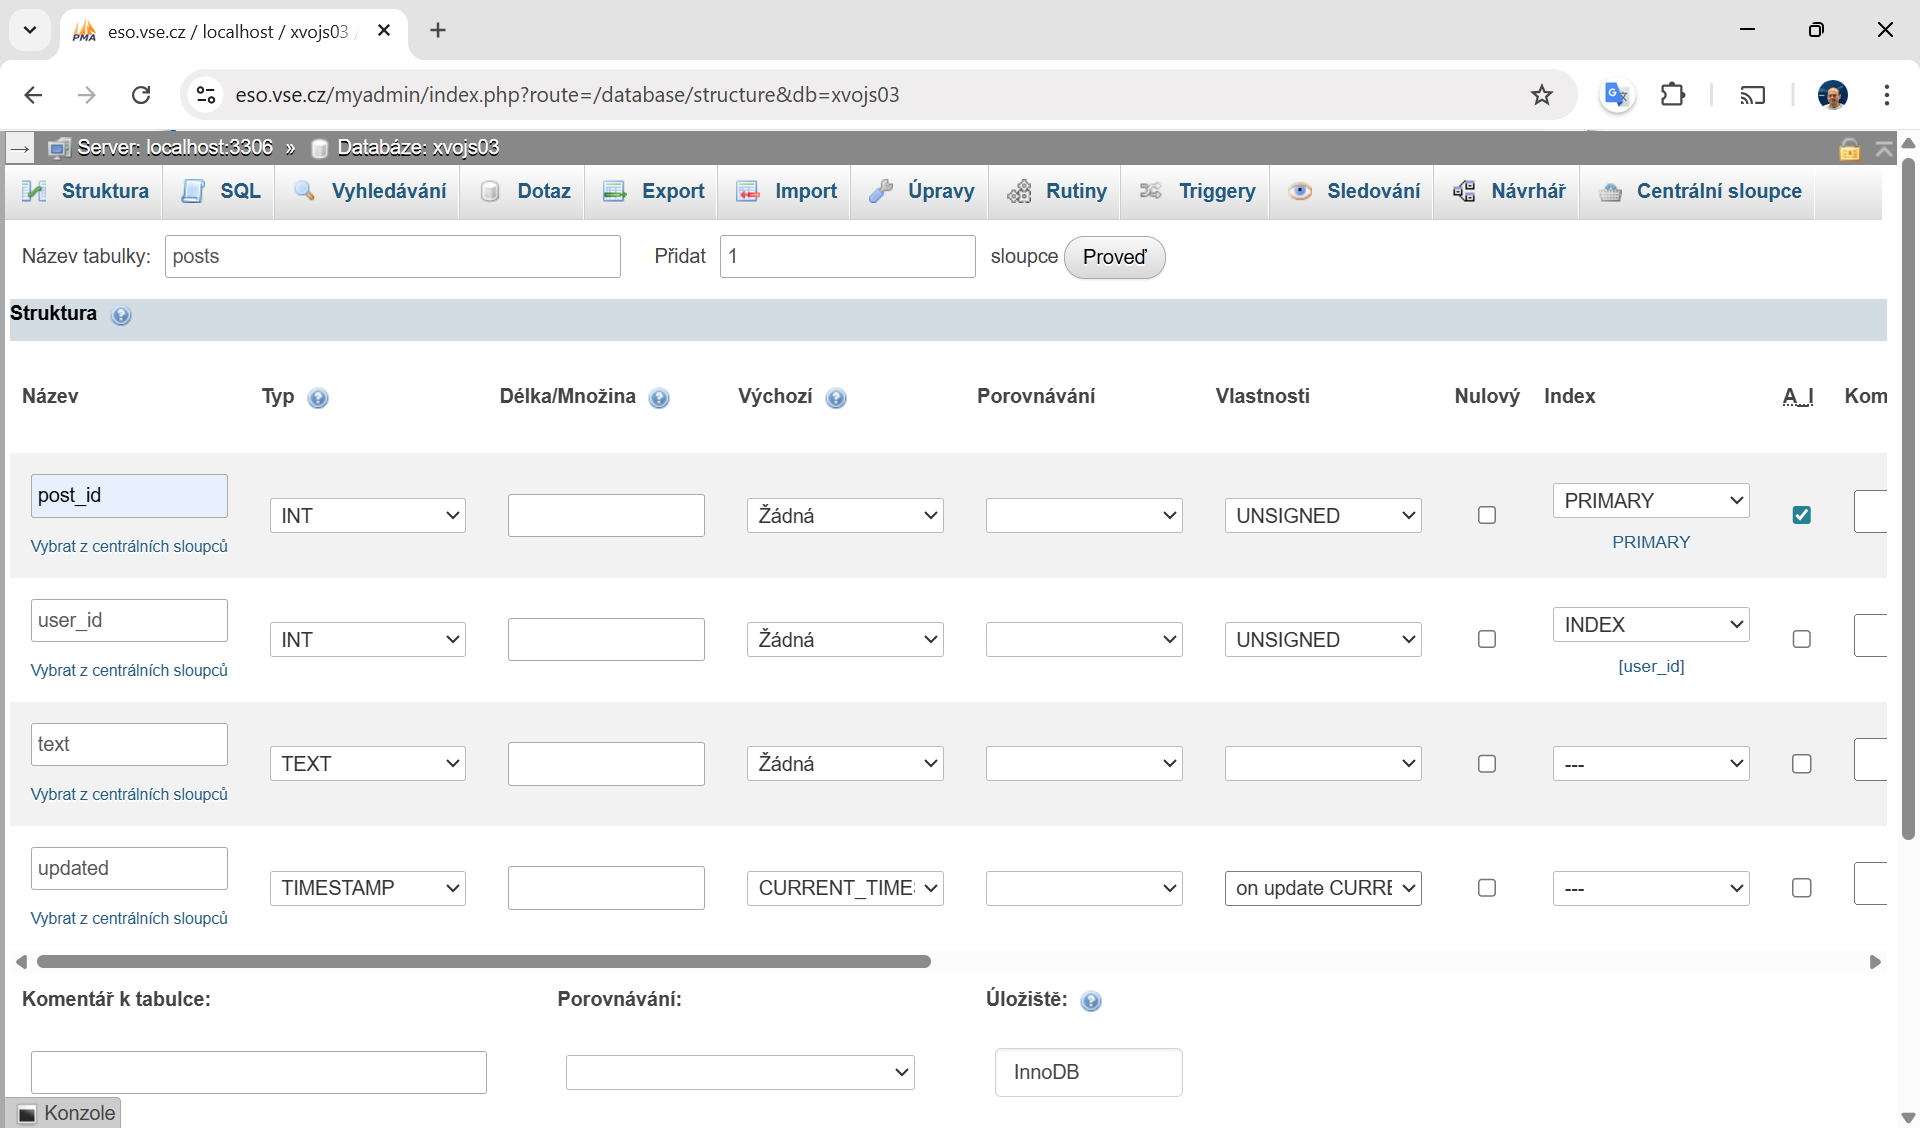 eso.vse.cz / localhost / xvojs03 /
eso.vse.cz/myadmin/index.php?route=/database/structure&db=xvojs03
Server: localhost:3306 » Databáze: xvojs03
Struktura SQL Vyhledávání Dotaz Export Import Úpravy Rutiny Triggery Sledování Návrhář Centrální sloupce
Název tabulky: posts Přidat 1 sloupce Proveď
Struktura
Název Typ Délka/Množina Výchozí Porovnávání Vlastnosti Nulový Index A_I Kom
post_id INT Žádná UNSIGNED PRIMARY
Vybrat z centrálních sloupců PRIMARY
user_id INT Žádná UNSIGNED INDEX
Vybrat z centrálních sloupců [user_id]
text TEXT Žádná ---
Vybrat z centrálních sloupců
updated TIMESTAMP CURRENT_TIME on update CURRE ---
Vybrat z centrálních sloupců
Komentář k tabulce: Porovnávání: Úložiště:
InnoDB
Konzole